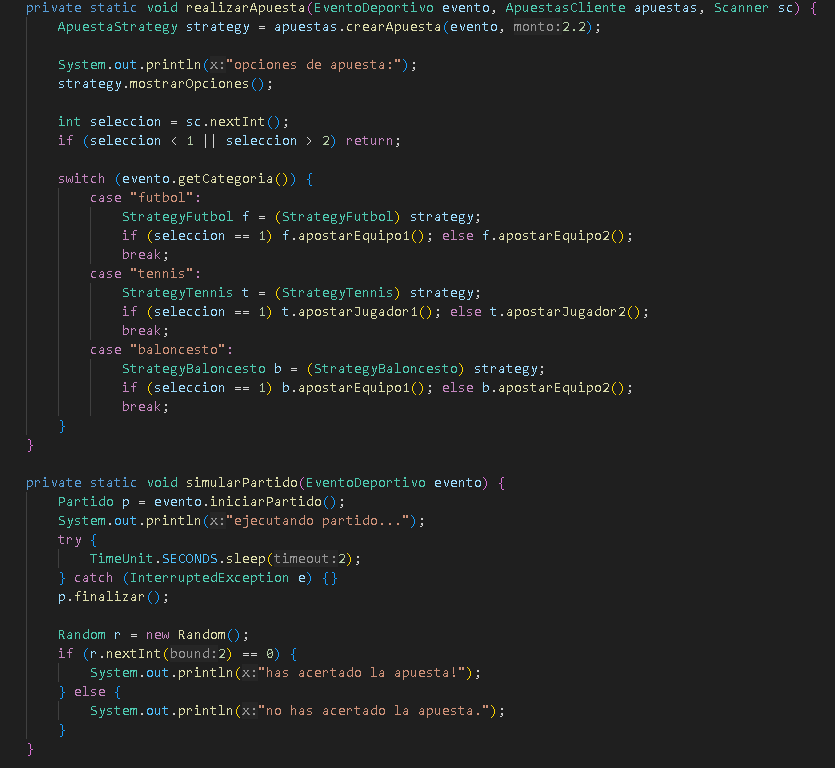 private static void realizarApuesta(EventoDeportivo evento, ApuestasCliente apuestas, Scanner sc) {
    ApuestaStrategy strategy = apuestas.crearApuesta(evento, monto:2.2);

    System.out.println(x:"opciones de apuesta:");
    strategy.mostrarOpciones();

    int seleccion = sc.nextInt();
    if (seleccion < 1 || seleccion > 2) return;

    switch (evento.getCategoria()) {
        case "futbol":
            StrategyFutbol f = (StrategyFutbol) strategy;
            if (seleccion == 1) f.apostarEquipo1(); else f.apostarEquipo2();
            break;
        case "tennis":
            StrategyTennis t = (StrategyTennis) strategy;
            if (seleccion == 1) t.apostarJugador1(); else t.apostarJugador2();
            break;
        case "baloncesto":
            StrategyBaloncesto b = (StrategyBaloncesto) strategy;
            if (seleccion == 1) b.apostarEquipo1(); else b.apostarEquipo2();
            break;
    }
}

private static void simularPartido(EventoDeportivo evento) {
    Partido p = evento.iniciarPartido();
    System.out.println(x:"ejecutando partido...");
    try {
        TimeUnit.SECONDS.sleep(timeout:2);
    } catch (InterruptedException e) {}
    p.finalizar();

    Random r = new Random();
    if (r.nextInt(bound:2) == 0) {
        System.out.println(x:"has acertado la apuesta!");
    } else {
        System.out.println(x:"no has acertado la apuesta.");
    }
}